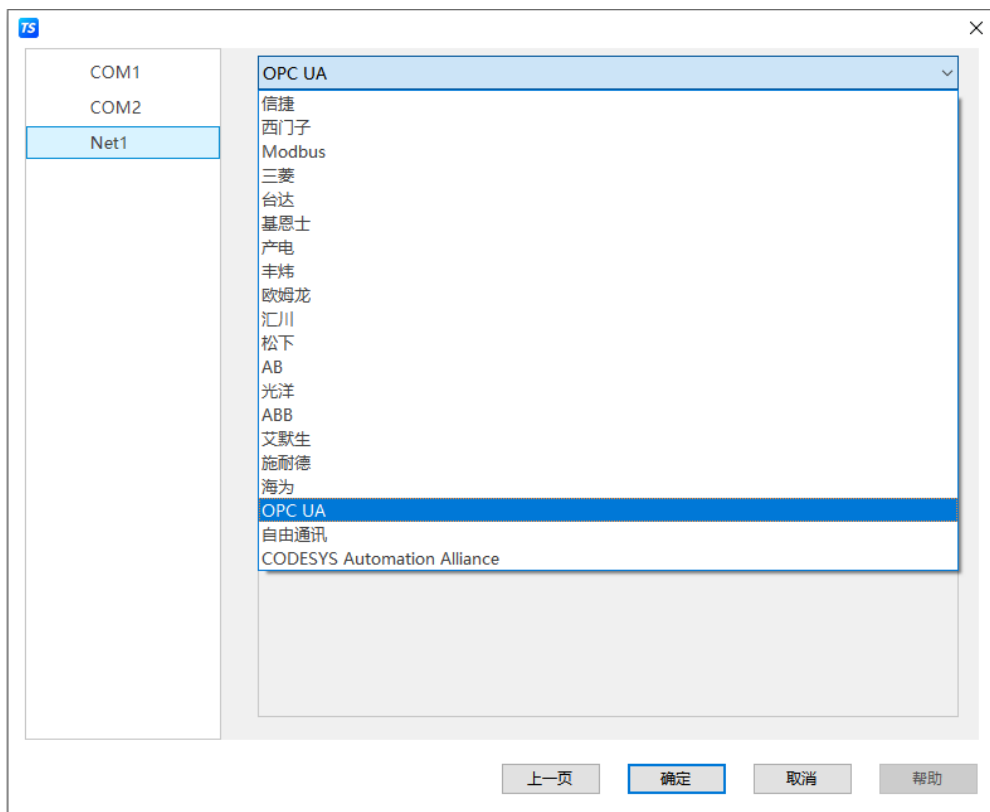 TS
COM1
COM2
Net1
OPC UA
信捷
西门子
Modbus
三菱
台达
基恩士
产电
丰炜
欧姆龙
汇川
松下
AB
光洋
ABB
艾默生
施耐德
海为
OPC UA
自由通讯
CODESYS Automation Alliance
上一页 确定 取消 帮助